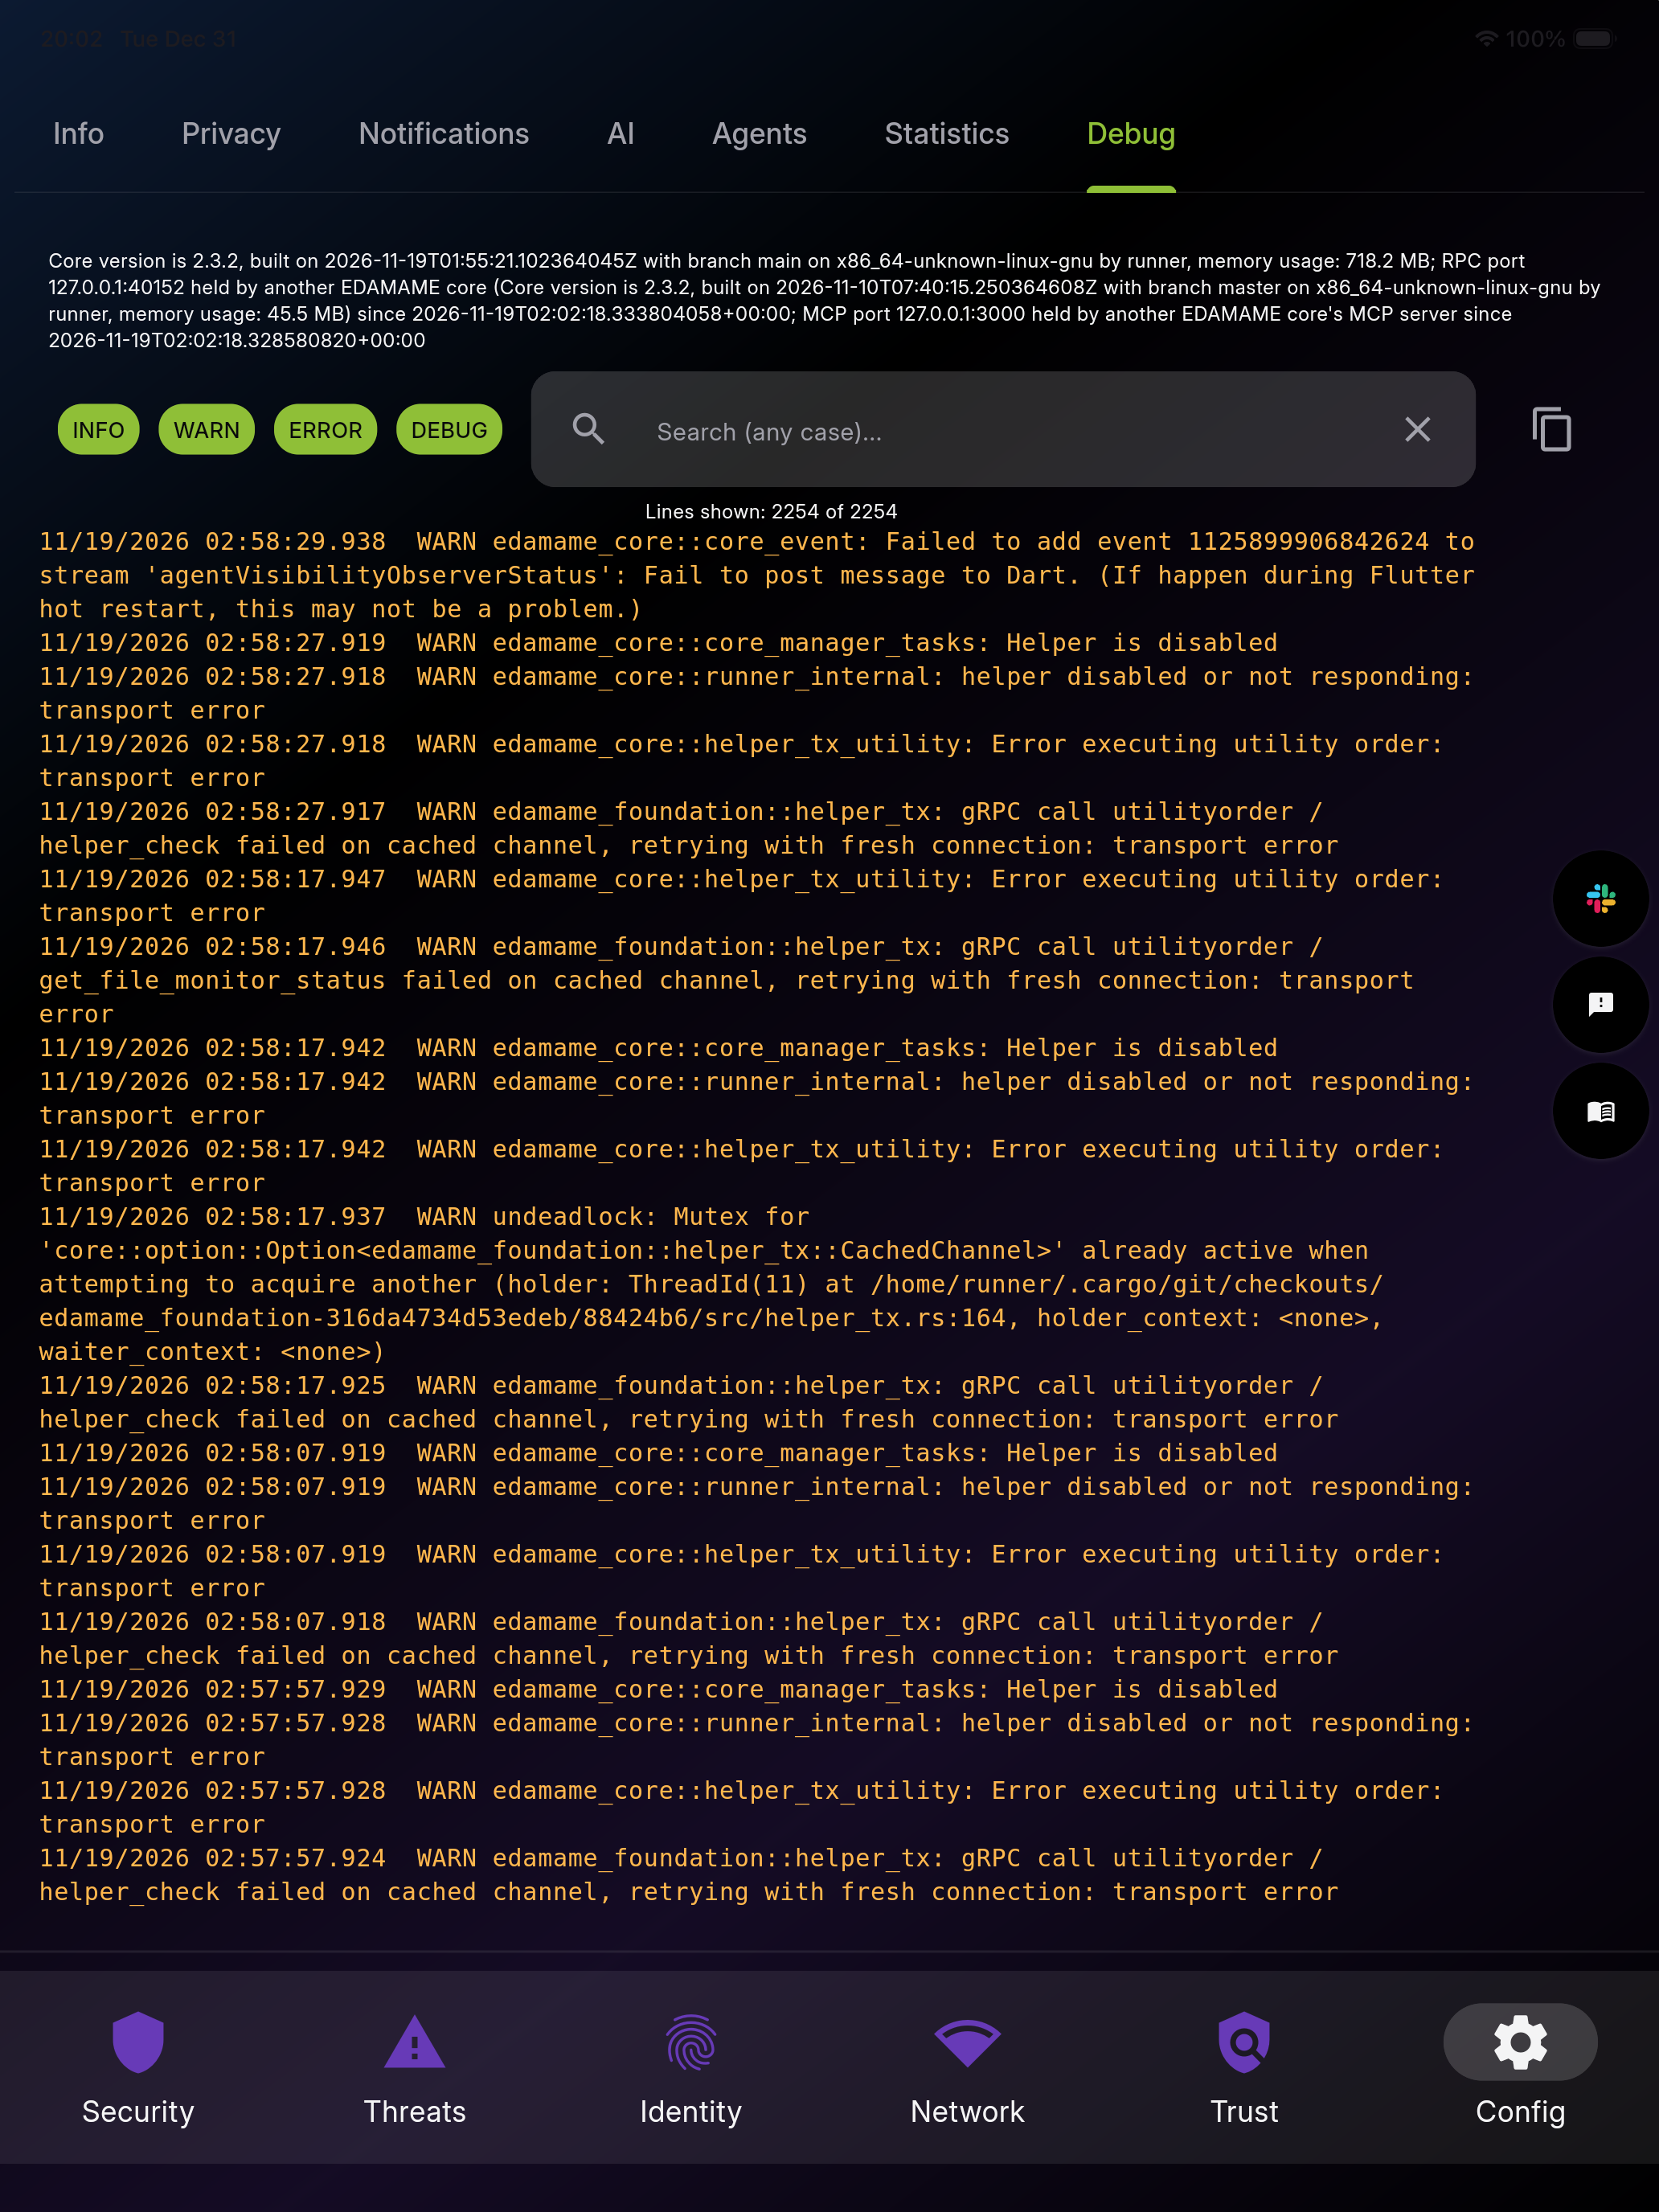 20:02 Tue Dec 31
100%
Info Privacy Notifications AI Agents Statistics Debug
Core version is 2.3.2, built on 2026-11-19T01:55:21.102364045Z with branch main on x86_64-unknown-linux-gnu by runner, memory usage: 718.2 MB; RPC port
127.0.0.1:40152 held by another EDAMAME core (Core version is 2.3.2, built on 2026-11-10T07:40:15.250364608Z with branch master on x86_64-unknown-linux-gnu by
runner, memory usage: 45.5 MB) since 2026-11-19T02:02:18.333804058+00:00; MCP port 127.0.0.1:3000 held by another EDAMAME core's MCP server since
2026-11-19T02:02:18.328580820+00:00
INFO WARN ERROR DEBUG Search (any case)...
Lines shown: 2254 of 2254
11/19/2026 02:58:29.938  WARN edamame_core::core_event: Failed to add event 1125899906842624 to
stream 'agentVisibilityObserverStatus': Fail to post message to Dart. (If happen during Flutter
hot restart, this may not be a problem.)
11/19/2026 02:58:27.919  WARN edamame_core::core_manager_tasks: Helper is disabled
11/19/2026 02:58:27.918  WARN edamame_core::runner_internal: helper disabled or not responding:
transport error
11/19/2026 02:58:27.918  WARN edamame_core::helper_tx_utility: Error executing utility order:
transport error
11/19/2026 02:58:27.917  WARN edamame_foundation::helper_tx: gRPC call utilityorder /
helper_check failed on cached channel, retrying with fresh connection: transport error
11/19/2026 02:58:17.947  WARN edamame_core::helper_tx_utility: Error executing utility order:
transport error
11/19/2026 02:58:17.946  WARN edamame_foundation::helper_tx: gRPC call utilityorder /
get_file_monitor_status failed on cached channel, retrying with fresh connection: transport
error
11/19/2026 02:58:17.942  WARN edamame_core::core_manager_tasks: Helper is disabled
11/19/2026 02:58:17.942  WARN edamame_core::runner_internal: helper disabled or not responding:
transport error
11/19/2026 02:58:17.942  WARN edamame_core::helper_tx_utility: Error executing utility order:
transport error
11/19/2026 02:58:17.937  WARN undeadlock: Mutex for
'core::option::Option<edamame_foundation::helper_tx::CachedChannel>' already active when
attempting to acquire another (holder: ThreadId(11) at /home/runner/.cargo/git/checkouts/
edamame_foundation-316da4734d53edeb/88424b6/src/helper_tx.rs:164, holder_context: <none>,
waiter_context: <none>)
11/19/2026 02:58:17.925  WARN edamame_foundation::helper_tx: gRPC call utilityorder /
helper_check failed on cached channel, retrying with fresh connection: transport error
11/19/2026 02:58:07.919  WARN edamame_core::core_manager_tasks: Helper is disabled
11/19/2026 02:58:07.919  WARN edamame_core::runner_internal: helper disabled or not responding:
transport error
11/19/2026 02:58:07.919  WARN edamame_core::helper_tx_utility: Error executing utility order:
transport error
11/19/2026 02:58:07.918  WARN edamame_foundation::helper_tx: gRPC call utilityorder /
helper_check failed on cached channel, retrying with fresh connection: transport error
11/19/2026 02:57:57.929  WARN edamame_core::core_manager_tasks: Helper is disabled
11/19/2026 02:57:57.928  WARN edamame_core::runner_internal: helper disabled or not responding:
transport error
11/19/2026 02:57:57.928  WARN edamame_core::helper_tx_utility: Error executing utility order:
transport error
11/19/2026 02:57:57.924  WARN edamame_foundation::helper_tx: gRPC call utilityorder /
helper_check failed on cached channel, retrying with fresh connection: transport error
Security Threats Identity Network Trust Config